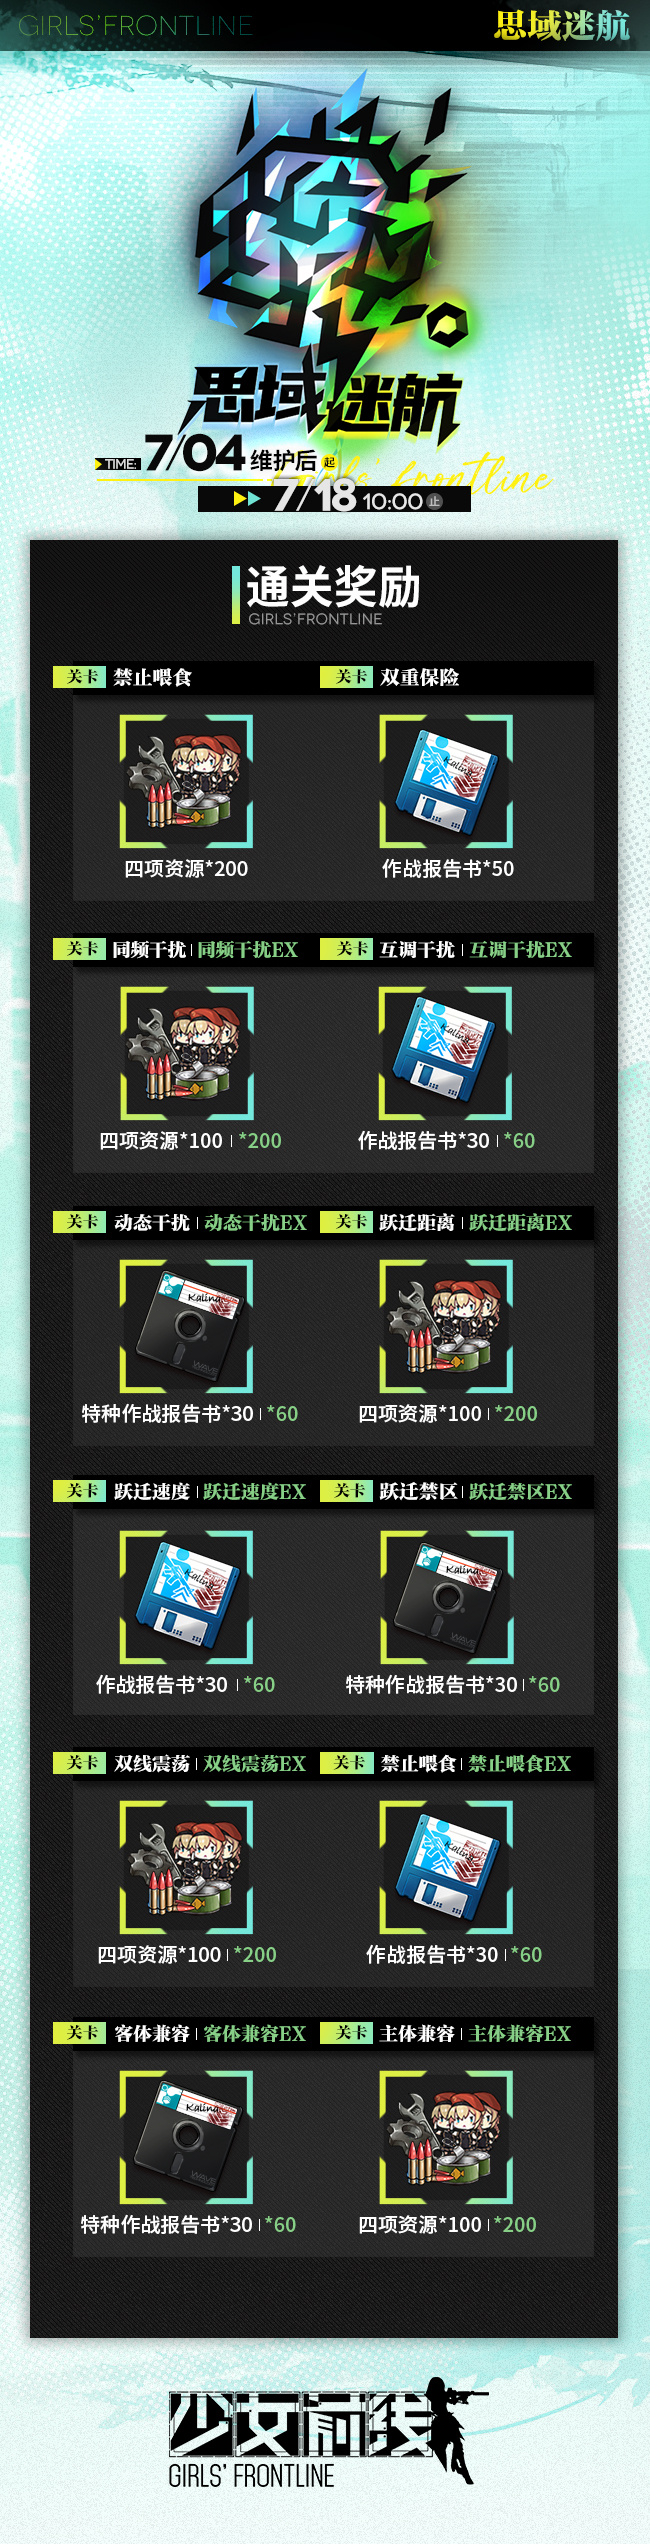 GIRLS'FRONTLINE 思域迷航
思域迷航
TIME: 7/04 维护后 起
Girls' frontline
7/18 10:00 止
通关奖励
GIRLS'FRONTLINE
关卡 禁止喂食 关卡 双重保险
Kalina
四项资源*200 作战报告书*50
关卡 同频干扰 | 同频干扰EX 关卡 互调干扰 | 互调干扰EX
Kalina
四项资源*100 | *200 作战报告书*30 | *60
关卡 动态干扰 | 动态干扰EX 关卡 跃迁距离 | 跃迁距离EX
Kalina
WAVE
特种作战报告书*30 | *60 四项资源*100 | *200
关卡 跃迁速度 | 跃迁速度EX 关卡 跃迁禁区 | 跃迁禁区EX
Kalina Kalina
WAVE
作战报告书*30 | *60 特种作战报告书*30 | *60
关卡 双线震荡 | 双线震荡EX 关卡 禁止喂食 | 禁止喂食EX
Kalina
四项资源*100 | *200 作战报告书*30 | *60
关卡 客体兼容 | 客体兼容EX 关卡 主体兼容 | 主体兼容EX
Kalina
WAVE
特种作战报告书*30 | *60 四项资源*100 | *200
少女前线
GIRLS' FRONTLINE